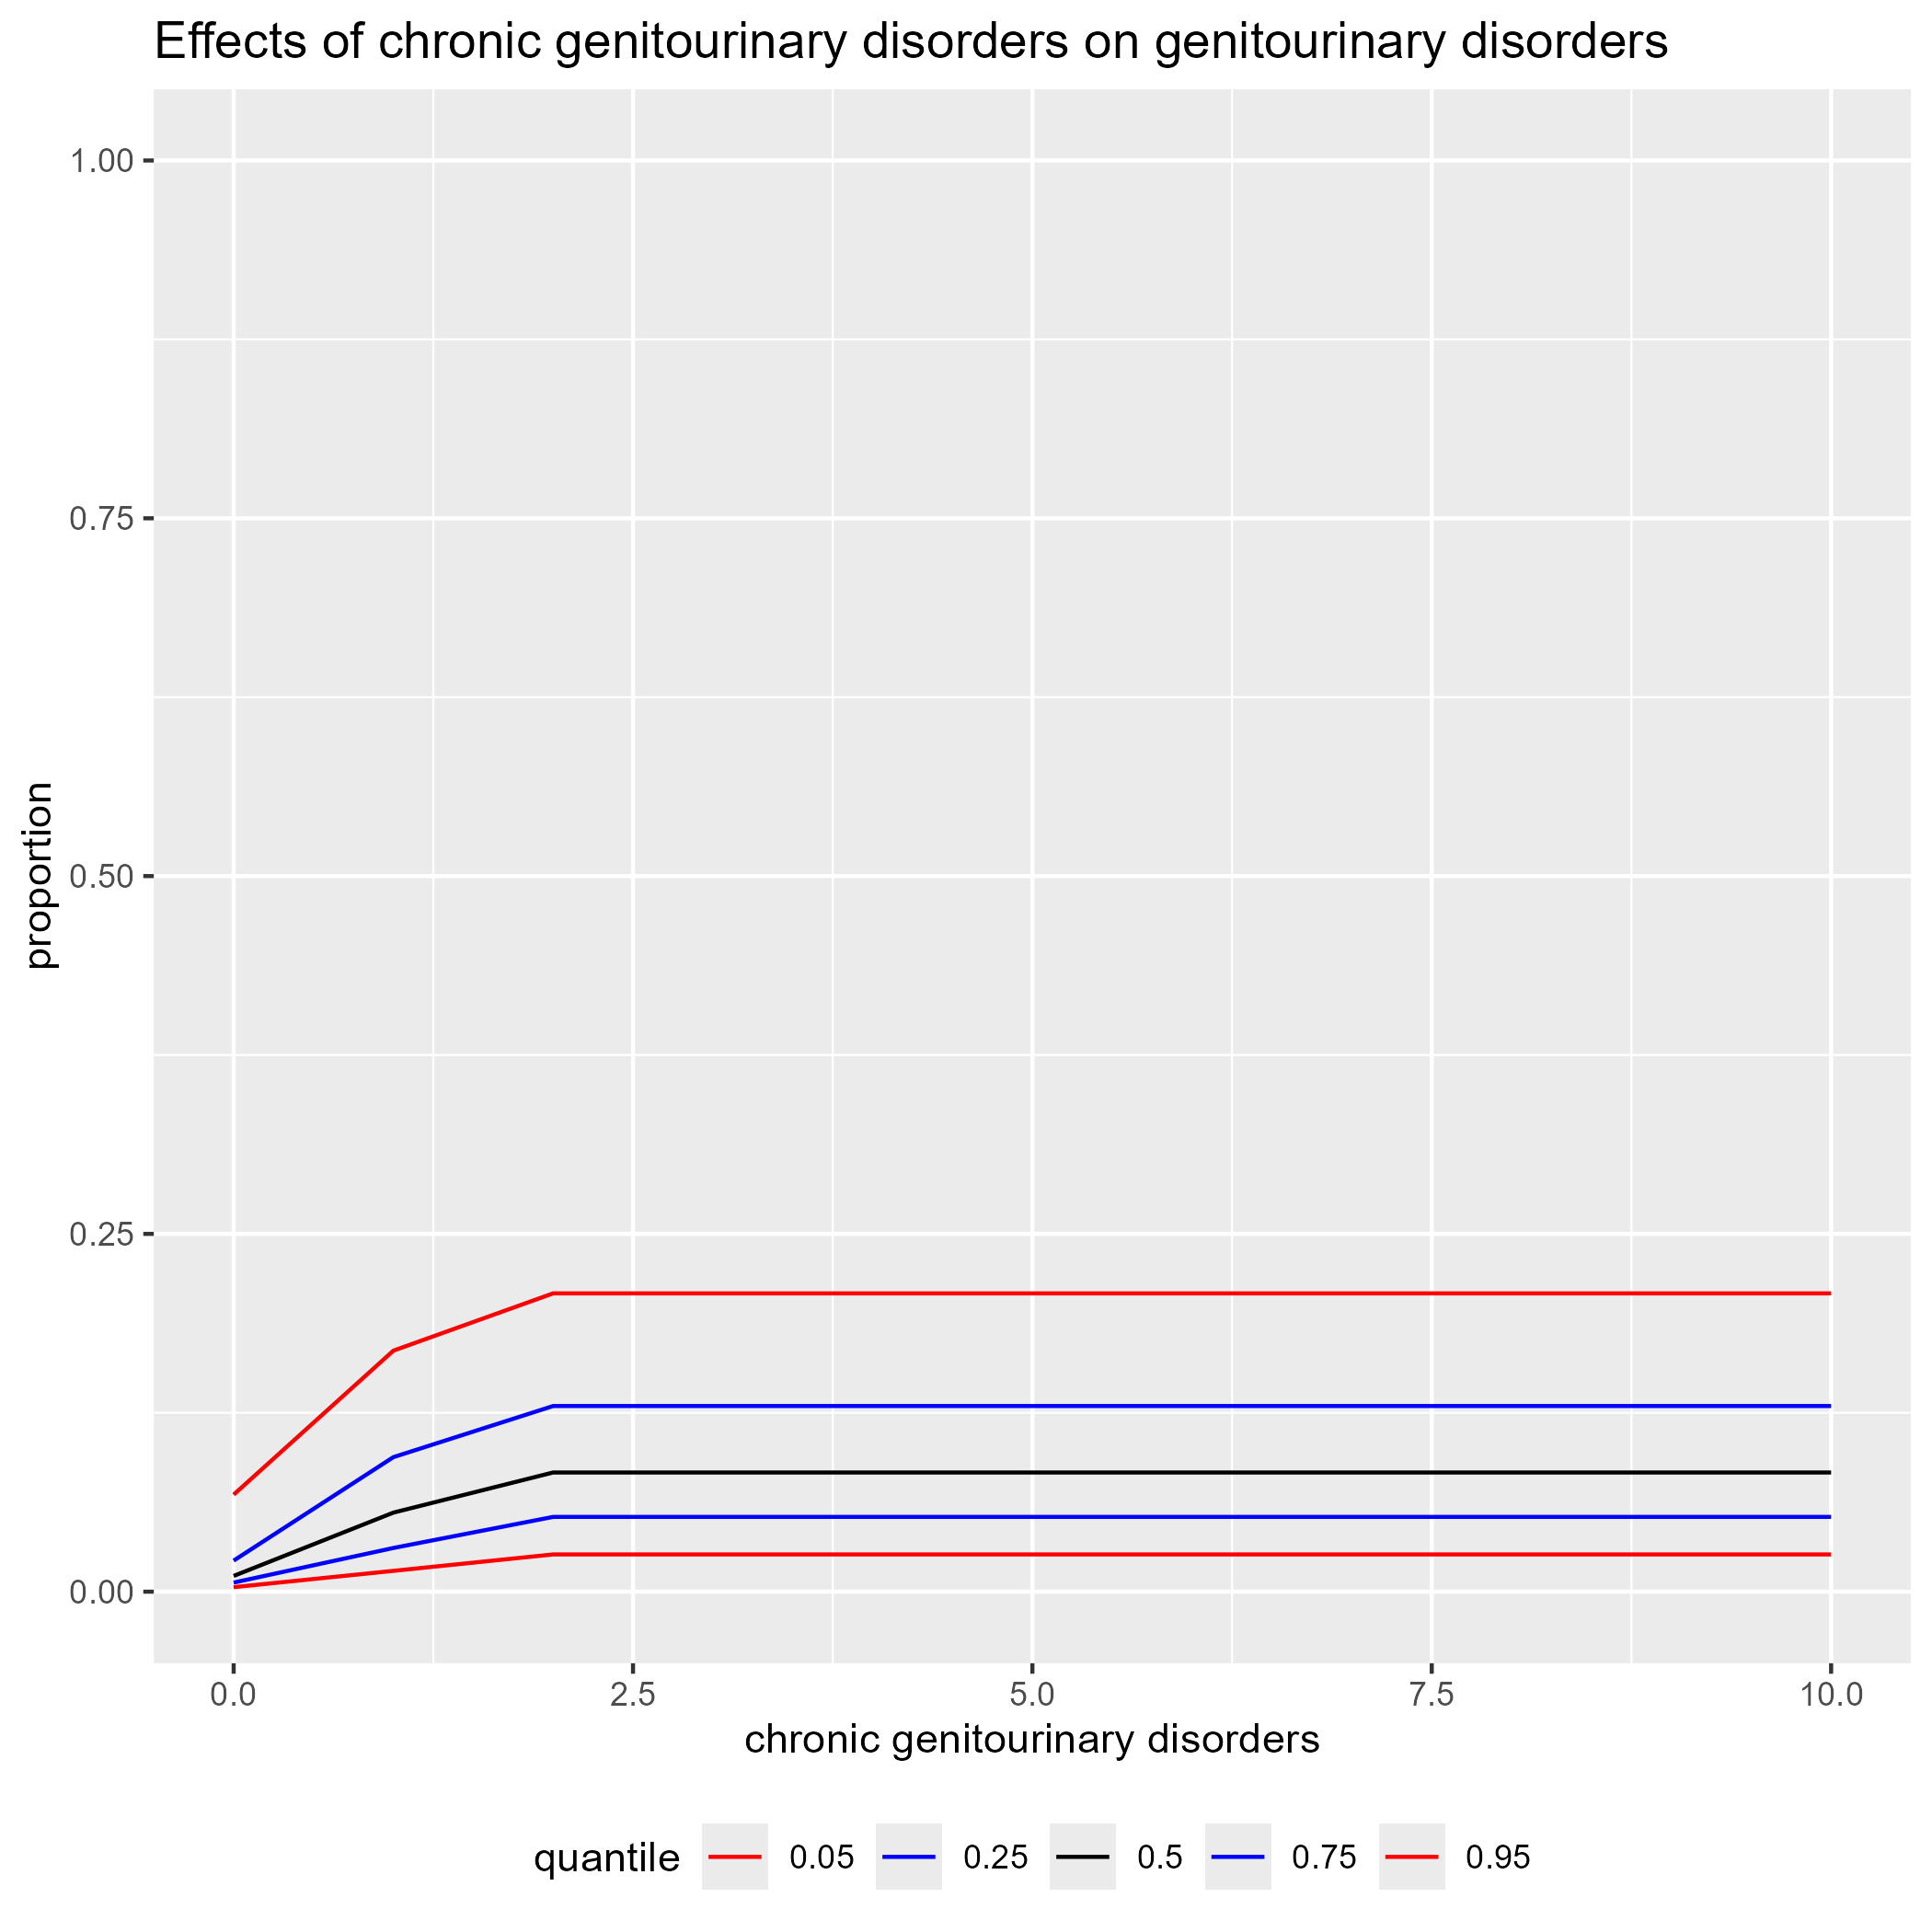 Effects of chronic genitourinary disorders on genitourinary disorders
1.00
0.75
0.50
0.25
0.00
proportion
0.0 2.5 5.0 7.5 10.0
chronic genitourinary disorders
quantile 0.05 0.25 0.5 0.75 0.95